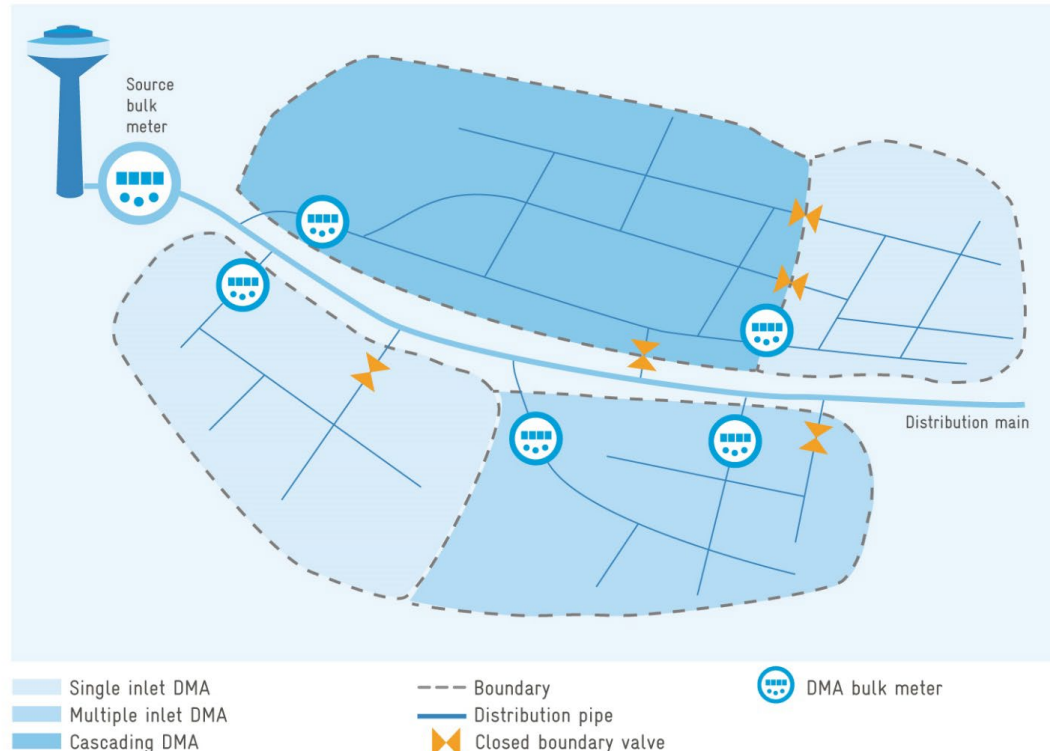 Source
bulk
meter
Distribution main
Single inlet DMA
Multiple inlet DMA
Cascading DMA
Boundary
Distribution pipe
Closed boundary valve
DMA bulk meter